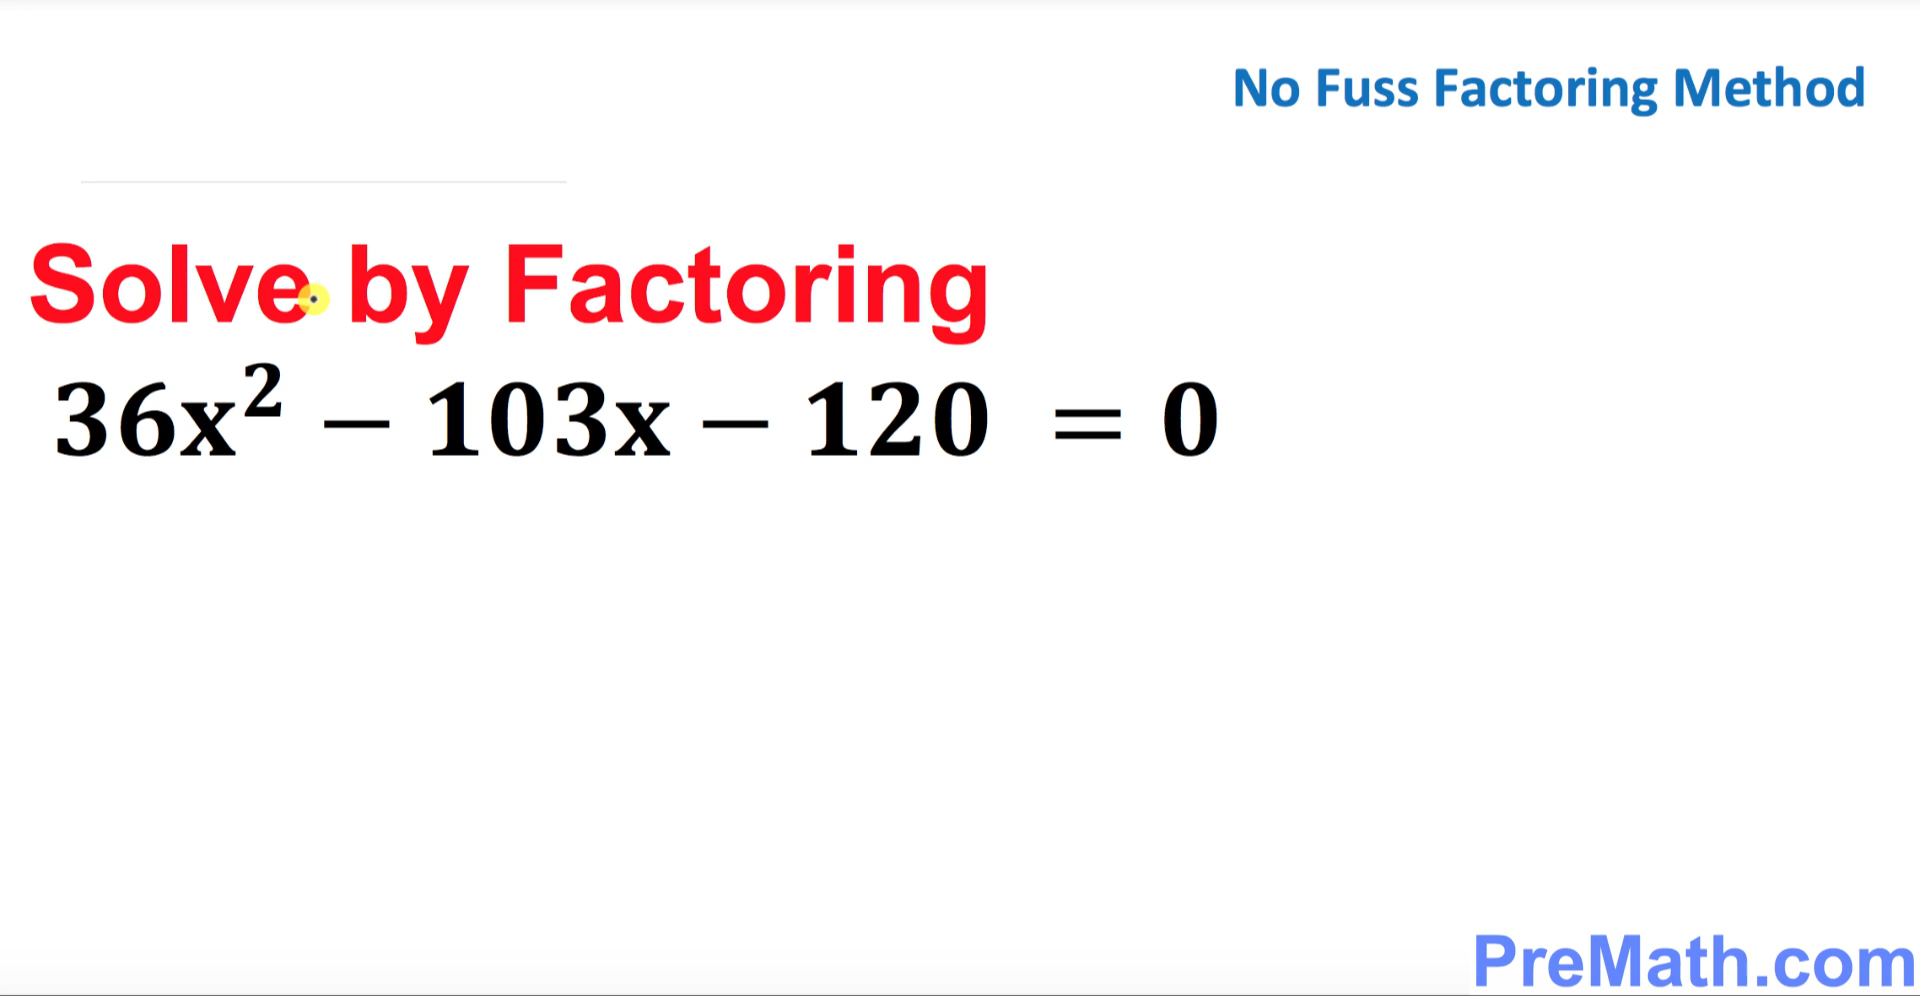 No Fuss Factoring Method
Solve by Factoring
36x² – 103x – 120 = 0
PreMath.com